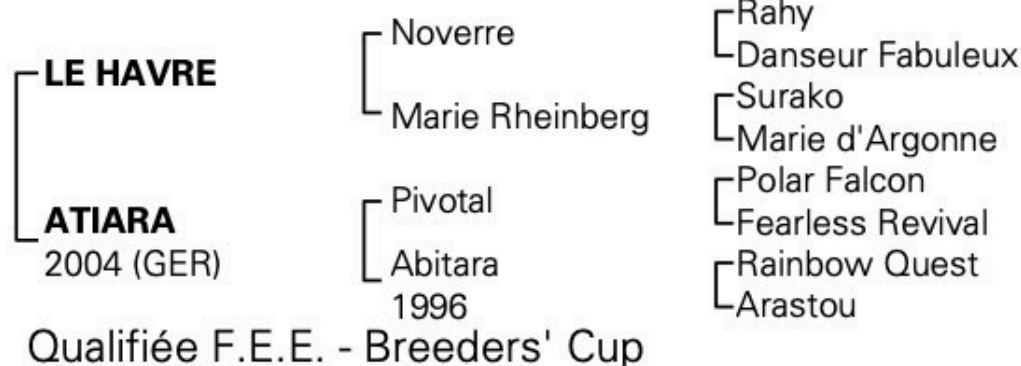 LE HAVRE
ATIARA
2004 (GER)
Noverre
Marie Rheinberg
Pivotal
Abitara
1996
Rahy
Danseur Fabuleux
Surako
Marie d'Argonne
Polar Falcon
Fearless Revival
Rainbow Quest
Arastou
Qualifiée F.E.E. - Breeders' Cup